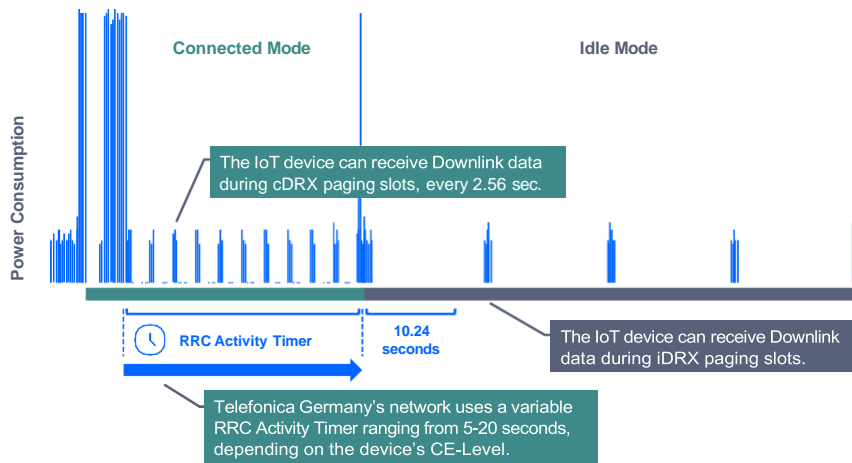 Connected Mode
Idle Mode
Power Consumption
The IoT device can receive Downlink data
during cDRX paging slots, every 2.56 sec.
RRC Activity Timer
10.24
seconds
The IoT device can receive Downlink
data during iDRX paging slots.
Telefonica Germany's network uses a variable
RRC Activity Timer ranging from 5-20 seconds,
depending on the device's CE-Level.